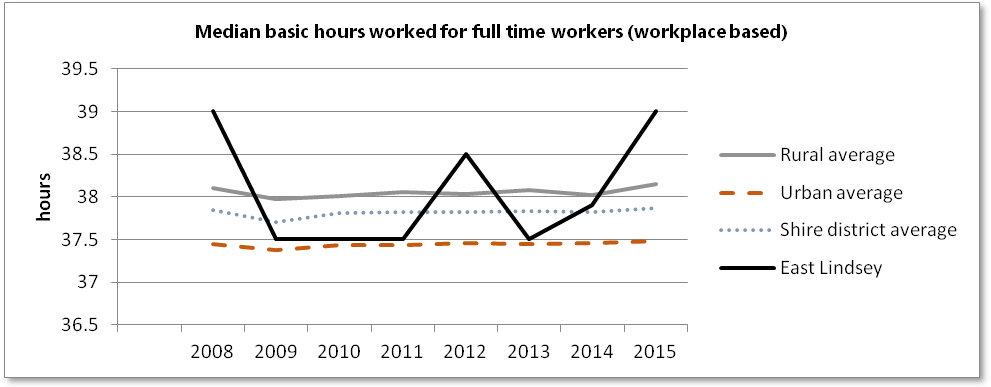 Median basic hours worked for full time workers (workplace based)
39.5
39
38.5
38
37.5
37
36.5
hours
2008 2009 2010 2011 2012 2013 2014 2015
Rural average
Urban average
Shire district average
East Lindsey